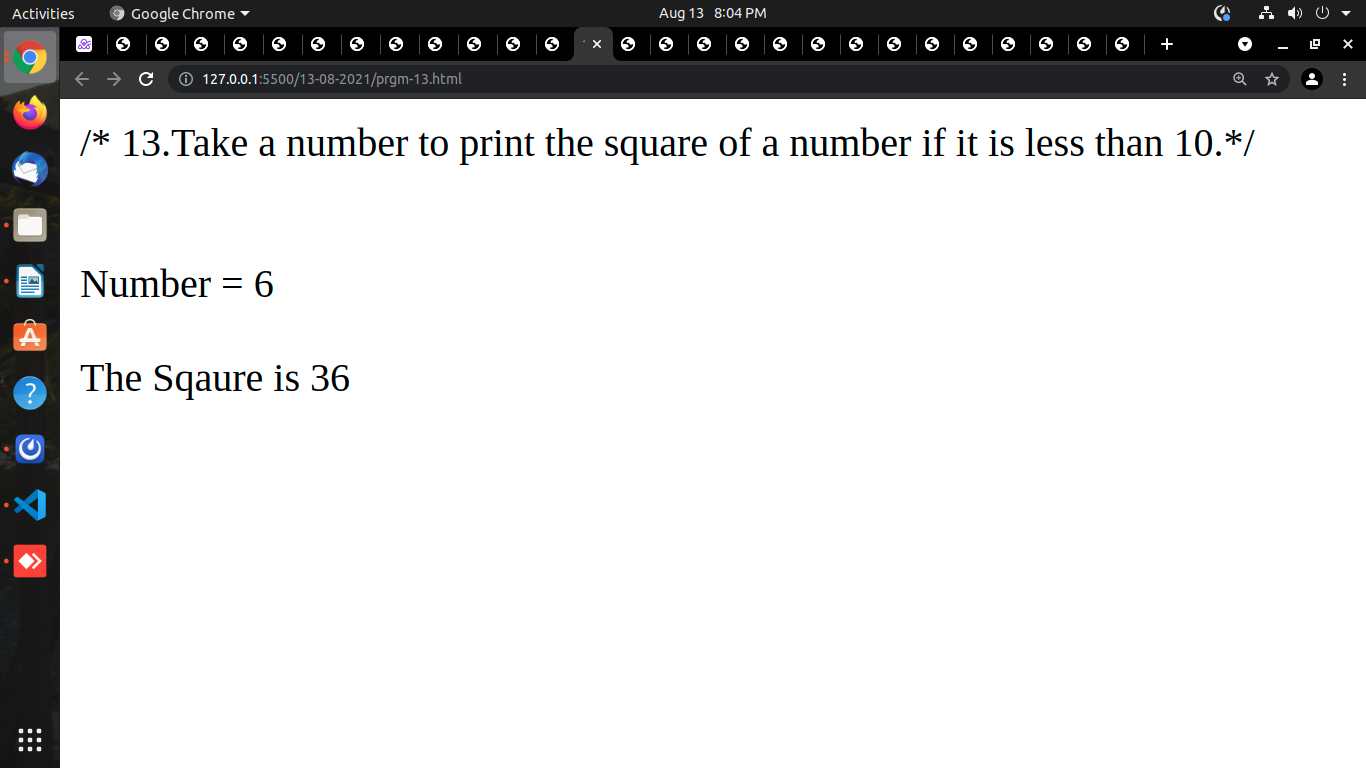 Activities Google Chrome Aug 13 8:04 PM
127.0.0.1:5500/13-08-2021/prgm-13.html
/* 13.Take a number to print the square of a number if it is less than 10.*/
Number = 6
The Sqaure is 36